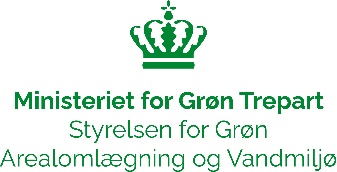 Ministeriet for Grøn Trepart
Styrelsen for Grøn
Arealomlægning og Vandmiljø